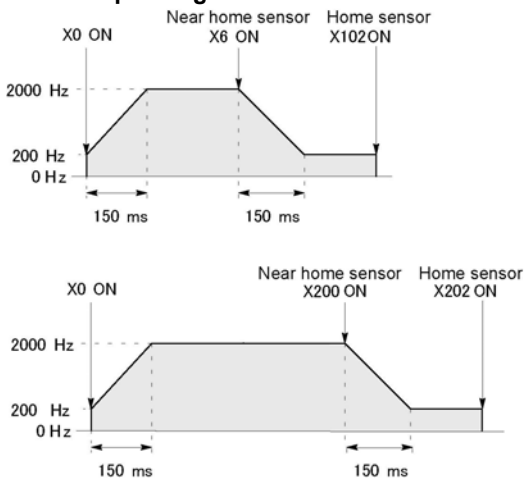 Near home sensor Home sensor
X0 ON X6 ON X102ON
2000 Hz
200 Hz
0 Hz
150 ms 150 ms
Near home sensor Home sensor
X0 ON X200 ON X202 ON
2000 Hz
200 Hz
0 Hz
150 ms 150 ms